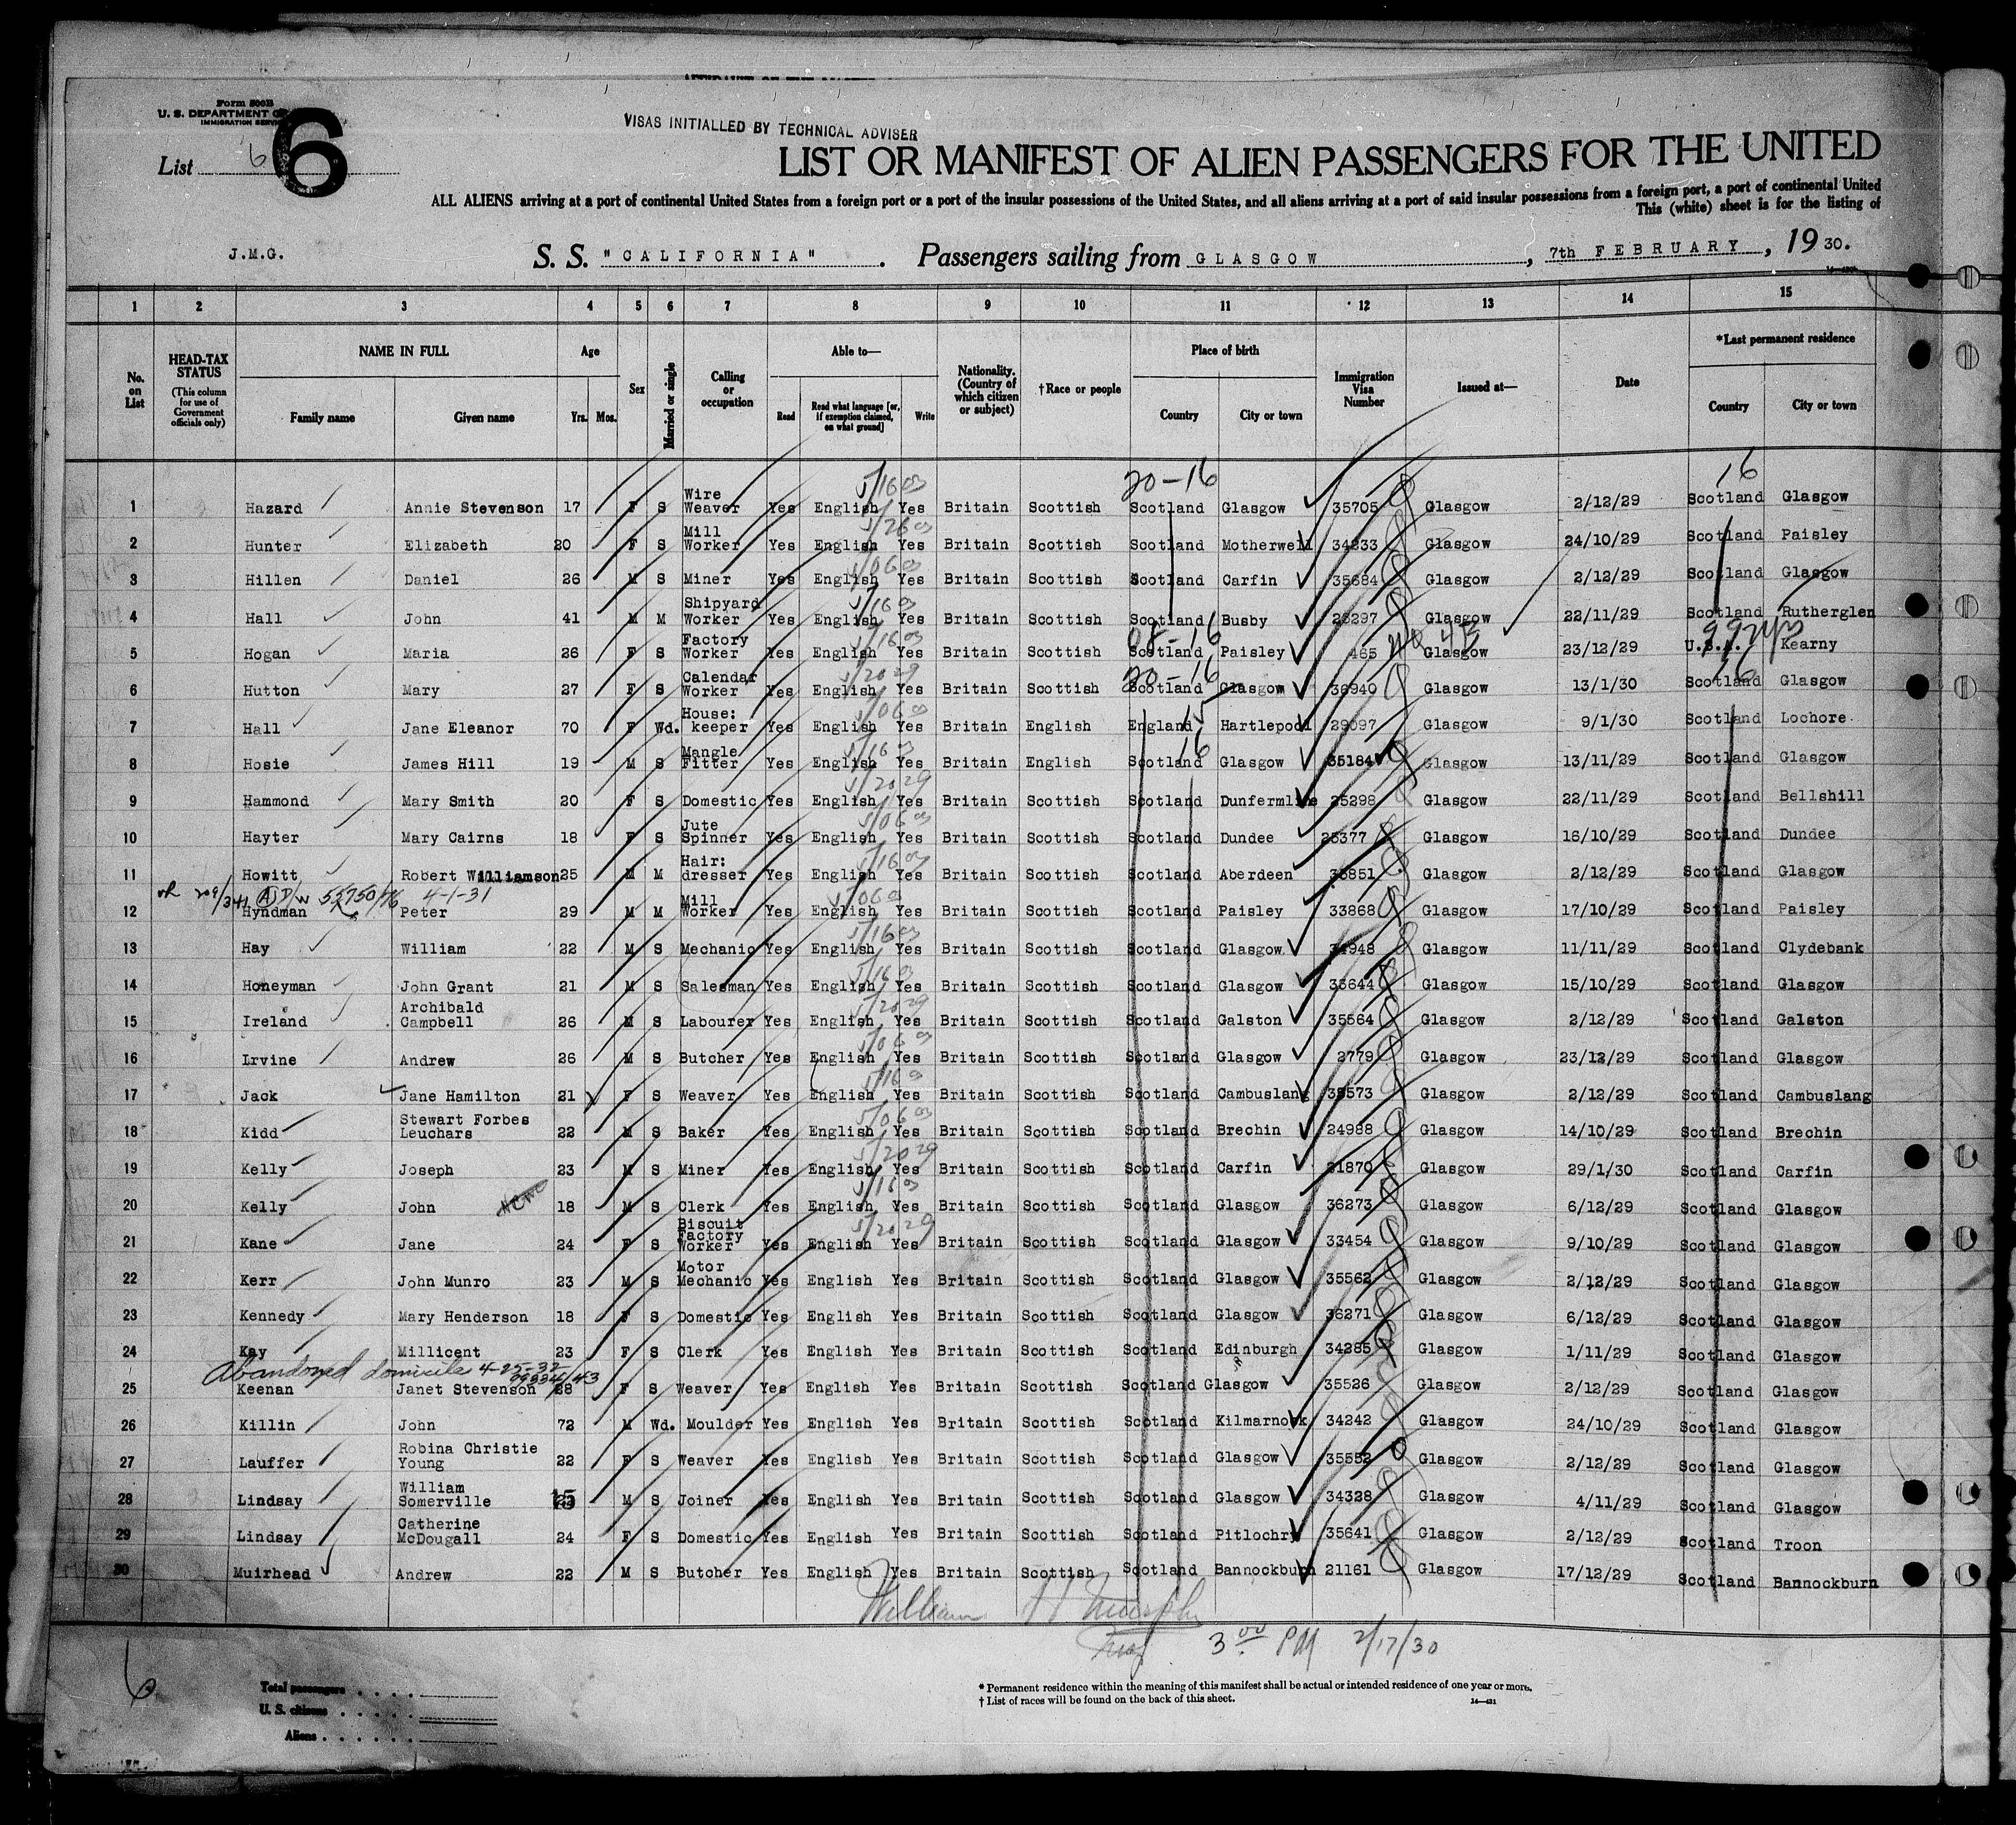 Form 500B
U. S. DEPARTMENT OF
IMMIGRATION SERVICE
List 6
6
VISAS INITIALLED BY TECHNICAL ADVISER
LIST OR MANIFEST OF ALIEN PASSENGERS FOR THE UNITED
ALL ALIENS arriving at a port of continental United States from a foreign port or a port of the insular possessions of the United States, and all aliens arriving at a port of said insular possessions from a foreign port, a port of continental United
This (white) sheet is for the listing of
J.M.G.
S. S. "CALIFORNIA". Passengers sailing from GLASGOW, 7th FEBRUARY, 19 30.
1 2 3 4 5 6 7 8 9 10 11 12 13 14 15
No. on List
HEAD-TAX STATUS (This column for use of Government officials only)
NAME IN FULL Family name Given name
Age Yrs. Mos.
Sex
Married or single
Calling or occupation
Able to— Read Read what language [or, if exemption claimed, on what ground] Write
Nationality. (Country of which citizen or subject)
†Race or people
Place of birth Country City or town
Immigration Visa Number
Issued at—
Date
*Last permanent residence Country City or town
20-16 16
1 Hazard Annie Stevenson 17 F S Wire Weaver Yes English Yes Britain Scottish Scotland Glasgow 35705 Glasgow 2/12/29 Scotland Glasgow
2 Hunter Elizabeth 20 F S Mill Worker Yes English Yes Britain Scottish Scotland Motherwell 34233 Glasgow 24/10/29 Scotland Paisley
3 Hillen Daniel 26 M S Miner Yes English Yes Britain Scottish Scotland Carfin 35684 Glasgow 2/12/29 Scotland Glasgow
4 Hall John 41 M M Shipyard Worker Yes English Yes Britain Scottish Scotland Busby Glasgow 22/11/29 Scotland Rutherglen
5 Hogan Maria 26 F S Factory Worker Yes English Yes Britain Scottish Scotland Paisley 465 Glasgow 23/12/29 U.S.A. Kearny
20-16 16
6 Hutton Mary 27 F S Calendar Worker Yes English Yes Britain Scottish Scotland Glasgow 36940 Glasgow 13/1/30 Scotland Glasgow
7 Hall Jane Eleanor 70 F Wd. House: keeper Yes English Yes Britain English England Hartlepool 29097 Glasgow 9/1/30 Scotland Lochore
8 Hosie James Hill 19 M S Mangle Fitter Yes English Yes Britain English Scotland Glasgow 35184 Glasgow 13/11/29 Scotland Glasgow
9 Hammond Mary Smith 20 F S Domestic Yes English Yes Britain Scottish Scotland Dunfermline 35298 Glasgow 22/11/29 Scotland Bellshill
10 Hayter Mary Cairns 18 F S Jute Spinner Yes English Yes Britain Scottish Scotland Dundee Glasgow 16/10/29 Scotland Dundee
11 Howitt Robert Williamson 25 M M Hair: dresser Yes English Yes Britain Scottish Scotland Aberdeen Glasgow 2/12/29 Scotland Glasgow
55750/76 4-1-31
12 Hyndman Peter 29 M M Mill Worker Yes English Yes Britain Scottish Scotland Paisley 33868 Glasgow 17/10/29 Scotland Paisley
13 Hay William 22 M S Mechanic Yes English Yes Britain Scottish Scotland Glasgow 34948 Glasgow 11/11/29 Scotland Clydebank
14 Honeyman John Grant 21 M S Salesman Yes English Yes Britain Scottish Scotland Glasgow 33644 Glasgow 15/10/29 Scotland Glasgow
15 Ireland Archibald Campbell 26 M S Labourer Yes English Yes Britain Scottish Scotland Galston 35564 Glasgow 2/12/29 Scotland Galston
16 Irvine Andrew 26 M S Butcher Yes English Yes Britain Scottish Scotland Glasgow 2779 Glasgow 23/12/29 Scotland Glasgow
17 Jack Jane Hamilton 21 F S Weaver Yes English Yes Britain Scottish Scotland Cambuslang 35573 Glasgow 2/12/29 Scotland Cambuslang
18 Kidd Stewart Forbes Leuchars 22 M S Baker Yes English Yes Britain Scottish Scotland Brechin 24988 Glasgow 14/10/29 Scotland Brechin
19 Kelly Joseph 23 M S Miner Yes English Yes Britain Scottish Scotland Carfin 21870 Glasgow 29/1/30 Scotland Carfin
20 Kelly John 18 M S Clerk Yes English Yes Britain Scottish Scotland Glasgow 36273 Glasgow 6/12/29 Scotland Glasgow
21 Kane Jane 24 F S Biscuit Factory Worker Yes English Yes Britain Scottish Scotland Glasgow 33454 Glasgow 9/10/29 Scotland Glasgow
22 Kerr John Munro 23 M S Motor Mechanic Yes English Yes Britain Scottish Scotland Glasgow 35562 Glasgow 2/12/29 Scotland Glasgow
23 Kennedy Mary Henderson 18 F S Domestic Yes English Yes Britain Scottish Scotland Glasgow 36271 Glasgow 6/12/29 Scotland Glasgow
24 Kay Millicent 23 F S Clerk Yes English Yes Britain Scottish Scotland Edinburgh 34285 Glasgow 1/11/29 Scotland Glasgow
Abandoned domicile 4-25-32
25 Keenan Janet Stevenson 28 F S Weaver Yes English Yes Britain Scottish Scotland Glasgow 35526 Glasgow 2/12/29 Scotland Glasgow
26 Killin John 72 M Wd. Moulder Yes English Yes Britain Scottish Scotland Kilmarnock 34242 Glasgow 24/10/29 Scotland Glasgow
27 Lauffer Robina Christie Young 22 F S Weaver Yes English Yes Britain Scottish Scotland Glasgow 35552 Glasgow 2/12/29 Scotland Glasgow
28 Lindsay William Somerville M S Joiner Yes English Yes Britain Scottish Scotland Glasgow 34328 Glasgow 4/11/29 Scotland Glasgow
29 Lindsay Catherine McDougall 24 F S Domestic Yes English Yes Britain Scottish Scotland Pitlochry 35641 Glasgow 2/12/29 Scotland Troon
30 Muirhead Andrew 22 M S Butcher Yes English Yes Britain Scottish Scotland Bannockburn 21161 Glasgow 17/12/29 Scotland Bannockburn
William H Murphy
3 00 PM 2/17/30
6
Total passengers
U. S. citizens
Aliens
* Permanent residence within the meaning of this manifest shall be actual or intended residence of one year or more.
† List of races will be found on the back of this sheet.